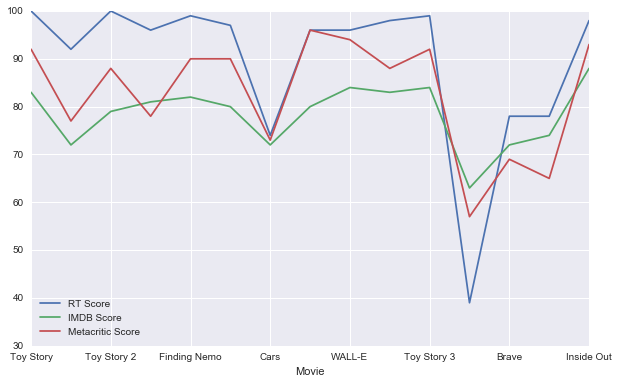 100
90
80
70
60
50
40
30
RT Score
IMDB Score
Metacritic Score
Toy Story Toy Story 2 Finding Nemo Cars WALL-E Toy Story 3 Brave Inside Out
Movie